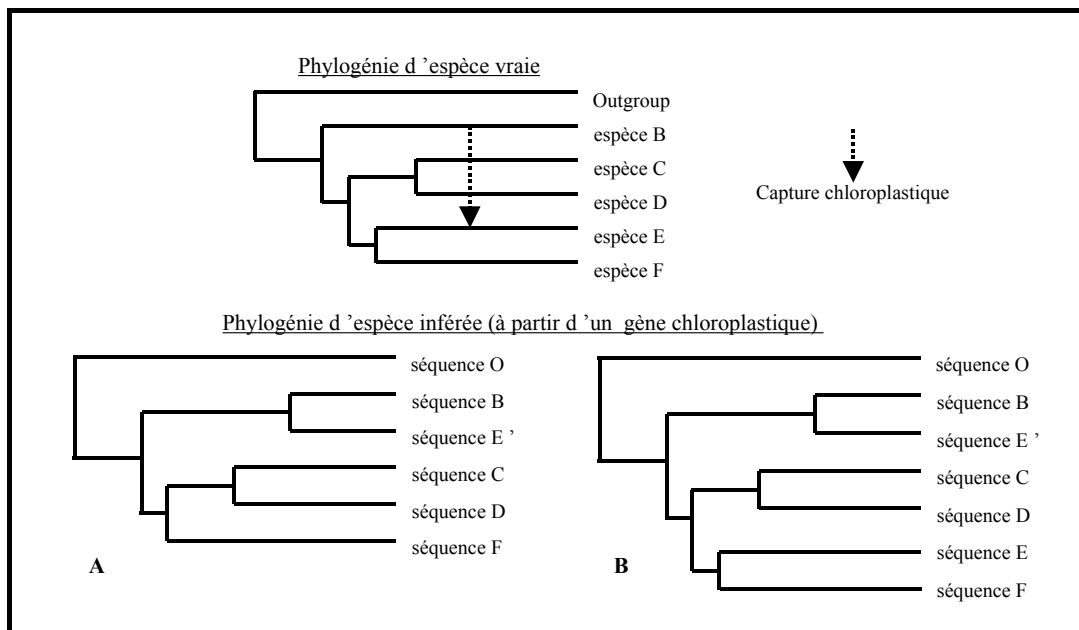 Phylogénie d ’espèce vraie
Outgroup
espèce B
espèce C
espèce D
espèce E
espèce F
Capture chloroplastique
Phylogénie d ’espèce inférée (à partir d ’un  gène chloroplastique)
séquence O
séquence B
séquence E ’
séquence C
séquence D
séquence F
A
séquence O
séquence B
séquence E ’
séquence C
séquence D
séquence E
séquence F
B